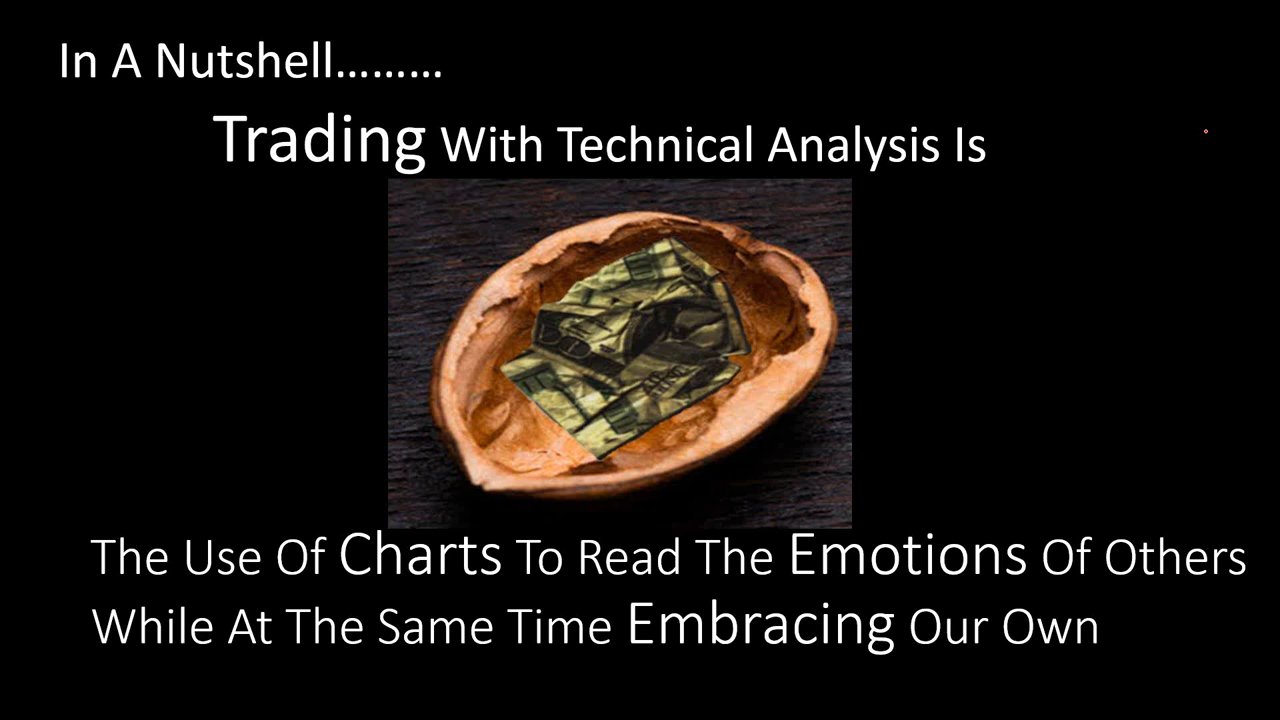 In A Nutshell………
Trading With Technical Analysis Is
The Use Of Charts To Read The Emotions Of Others
While At The Same Time Embracing Our Own